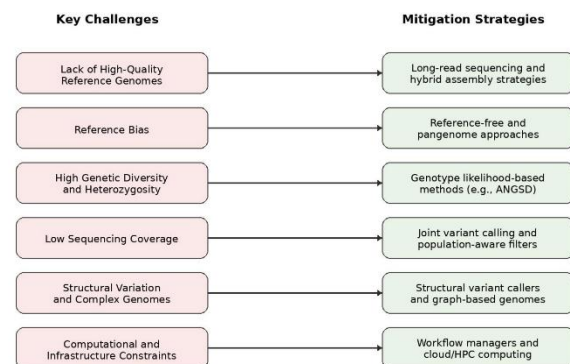 Key Challenges
Mitigation Strategies
Lack of High-Quality
Reference Genomes
Long-read sequencing and
hybrid assembly strategies
Reference Bias
Reference-free and
pangenome approaches
High Genetic Diversity
and Heterozygosity
Genotype likelihood-based
methods (e.g., ANGSD)
Low Sequencing Coverage
Joint variant calling and
population-aware filters
Structural Variation
and Complex Genomes
Structural variant callers
and graph-based genomes
Computational and
Infrastructure Constraints
Workflow managers and
cloud/HPC computing